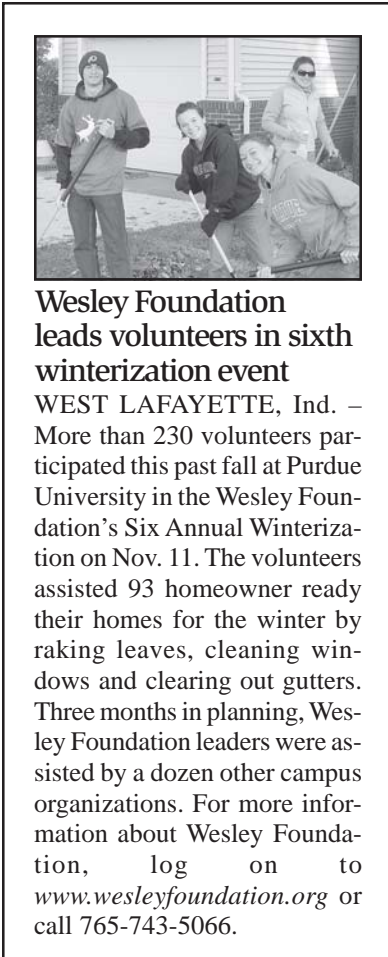 Wesley Foundation
leads volunteers in sixth
winterization event
WEST LAFAYETTE, Ind. –
More than 230 volunteers par-
ticipated this past fall at Purdue
University in the Wesley Foun-
dation's Six Annual Winteriza-
tion on Nov. 11. The volunteers
assisted 93 homeowner ready
their homes for the winter by
raking leaves, cleaning win-
dows and clearing out gutters.
Three months in planning, Wes-
ley Foundation leaders were as-
sisted by a dozen other campus
organizations. For more infor-
mation about Wesley Founda-
tion, log on to
www.wesleyfoundation.org or
call 765-743-5066.